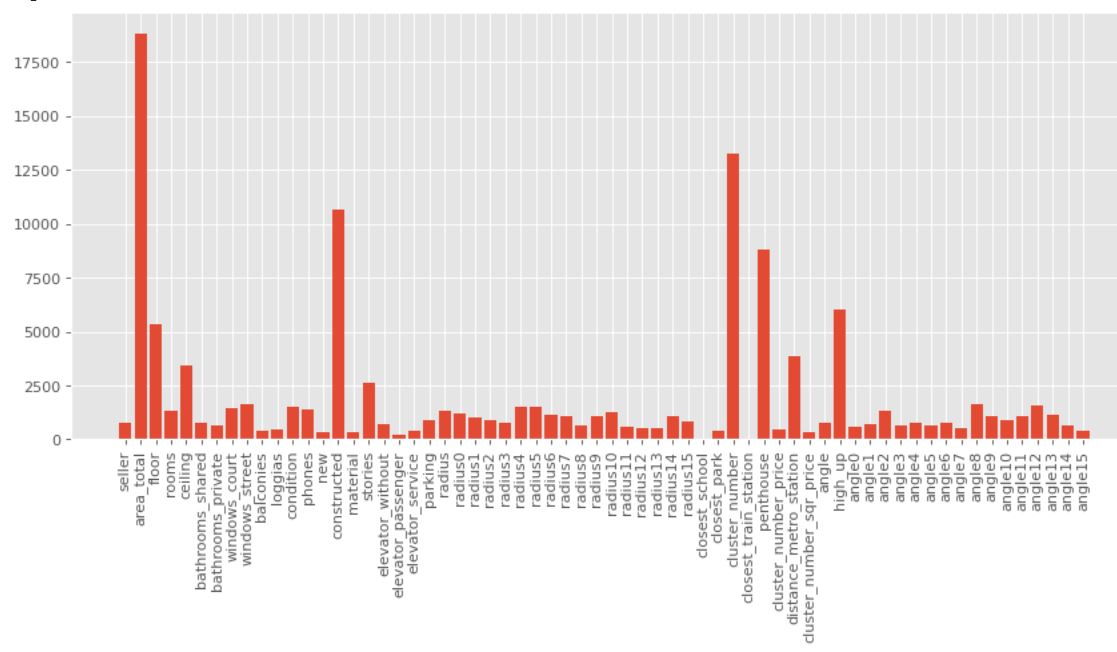 17500
15000
12500
10000
7500
5000
2500
0
seller
area_total
floor
rooms
ceiling
bathrooms_shared
bathrooms_private
windows_court
windows_street
balconies
loggias
condition
phones
new
constructed
material
stories
elevator_without
elevator_passenger
elevator_service
parking
radius
radius0
radius1
radius2
radius3
radius4
radius5
radius6
radius7
radius8
radius9
radius10
radius11
radius12
radius13
radius14
radius15
closest_school
closest_park
cluster_number
closest_train_station
penthouse
cluster_number_price
distance_metro_station
cluster_number_sqr_price
angle
high_up
angle0
angle1
angle2
angle3
angle4
angle5
angle6
angle7
angle8
angle9
angle10
angle11
angle12
angle13
angle14
angle15